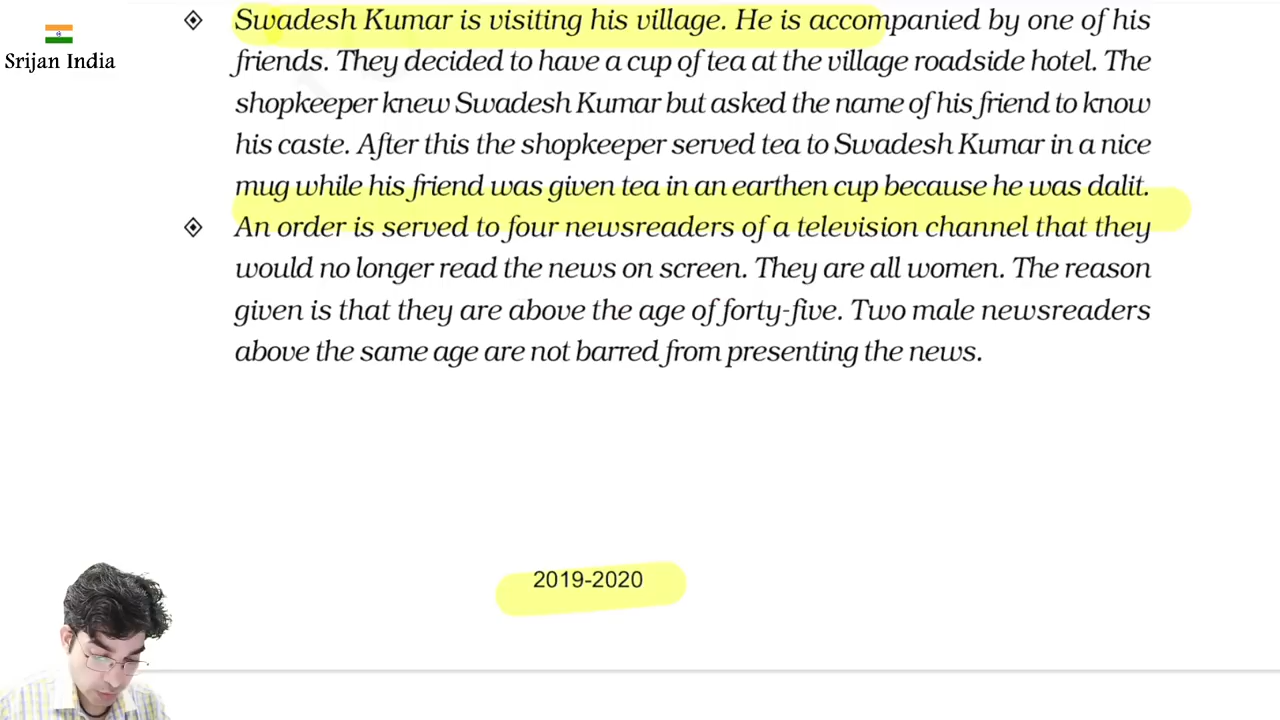 Srijan India
Swadesh Kumar is visiting his village. He is accompanied by one of his
friends. They decided to have a cup of tea at the village roadside hotel. The
shopkeeper knew Swadesh Kumar but asked the name of his friend to know
his caste. After this the shopkeeper served tea to Swadesh Kumar in a nice
mug while his friend was given tea in an earthen cup because he was dalit.
An order is served to four newsreaders of a television channel that they
would no longer read the news on screen. They are all women. The reason
given is that they are above the age of forty-five. Two male newsreaders
above the same age are not barred from presenting the news.
2019-2020